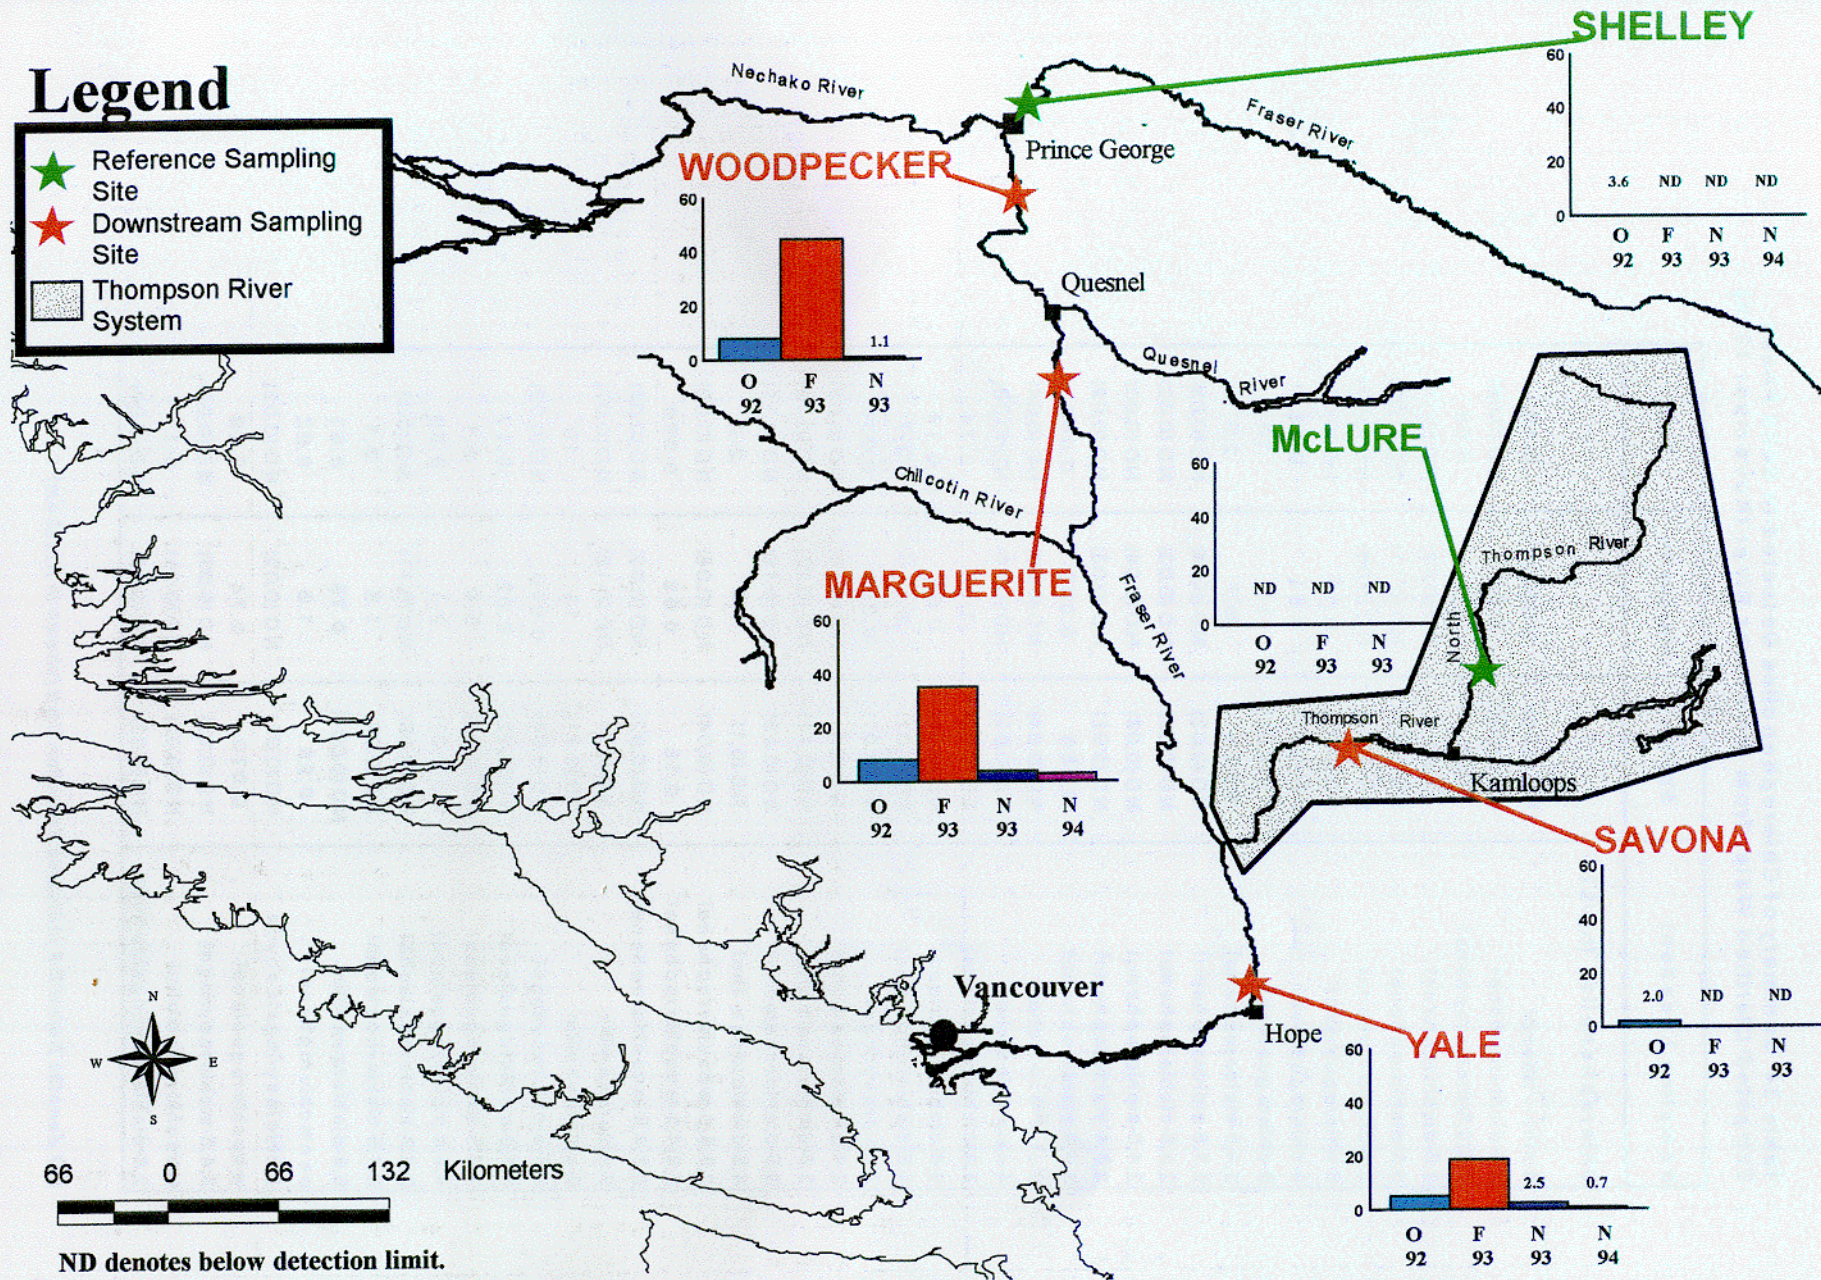 Legend
Reference Sampling
Site
Downstream Sampling
Site
Thompson River
System
Nechako River
Fraser River
Prince George
SHELLEY
60
40
20
0
3.6 ND ND ND
O F N N
92 93 93 94
WOODPECKER
60
40
20
0
1.1
O F N
92 93 93
Quesnel
Quesnel River
Chilcotin River
McLURE
60
40
20
0
ND ND ND
O F N
92 93 93
North Thompson River
MARGUERITE
60
40
20
0
O F N N
92 93 93 94
Fraser River
Thompson River
Kamloops
SAVONA
60
40
20
0
2.0 ND ND
O F N
92 93 93
Vancouver
Hope
YALE
60
40
20
0
2.5 0.7
O F N N
92 93 93 94
N
W E
S
66 0 66 132 Kilometers
ND denotes below detection limit.